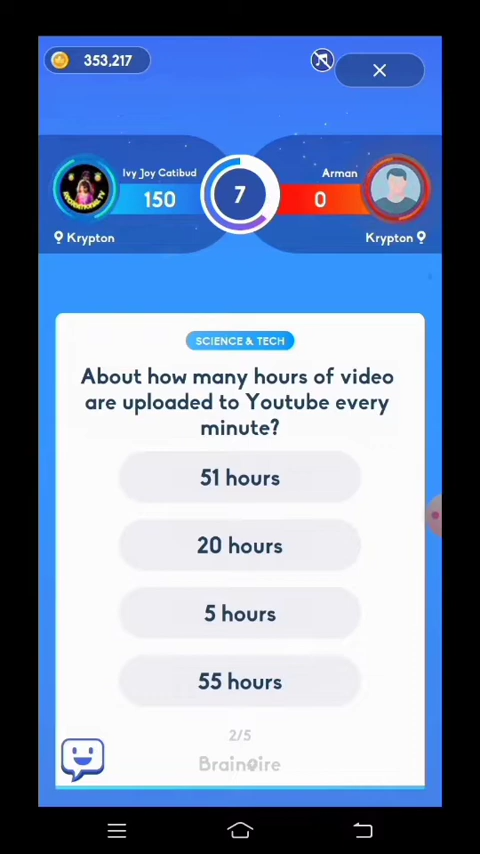 353,217
Ivy Joy Catibud
150
7
Arman
0
Krypton
Krypton
SCIENCE & TECH
About how many hours of video
are uploaded to Youtube every
minute?
51 hours
20 hours
5 hours
55 hours
2/5
Brainwire